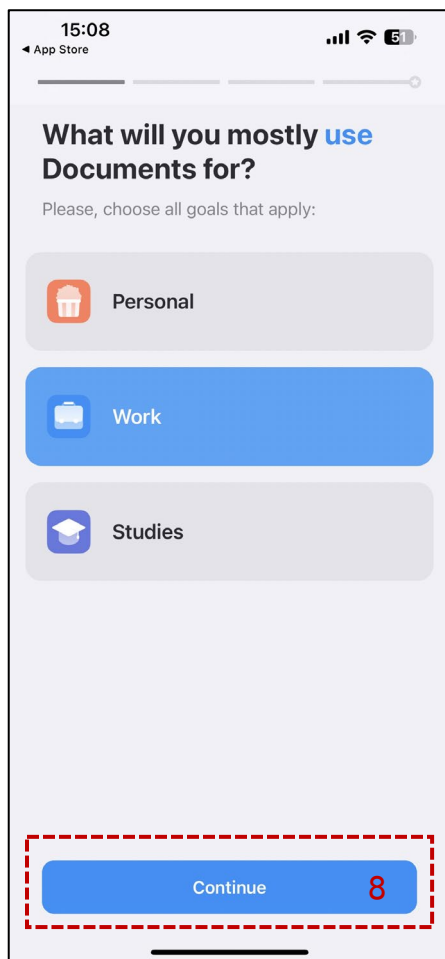 15:08
51
◀ App Store
What will you mostly use
Documents for?
Please, choose all goals that apply:
Personal
Work
Studies
Continue 8